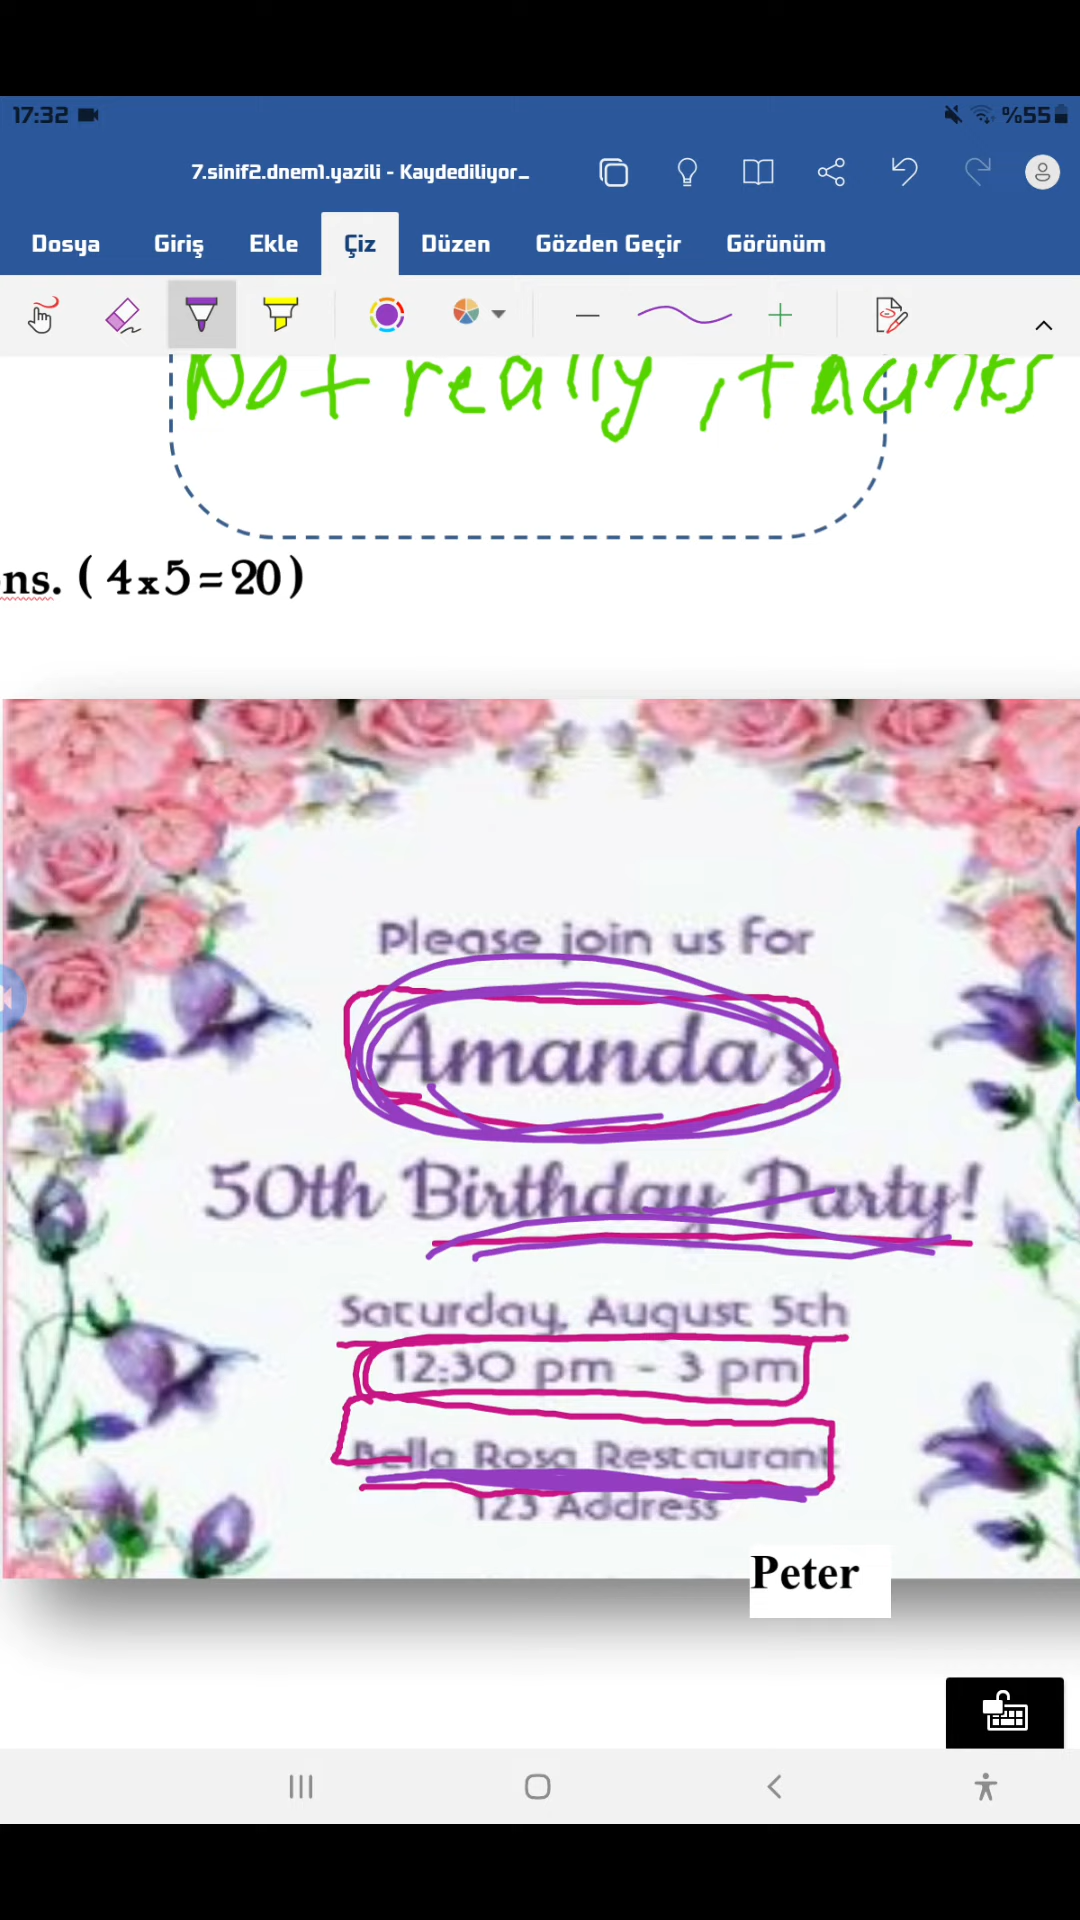 17:32
%55
7.sinif2.dnem1.yazili - Kaydediliyor_
Dosya Giriş Ekle Çiz Düzen Gözden Geçir Görünüm
Not really, thanks
ns. (4x5=20)
Please join us for
Amanda's
50th Birthday Party!
Saturday, August 5th
12:30 pm - 3 pm
Bella Rosa Restaurant
123 Address
Peter